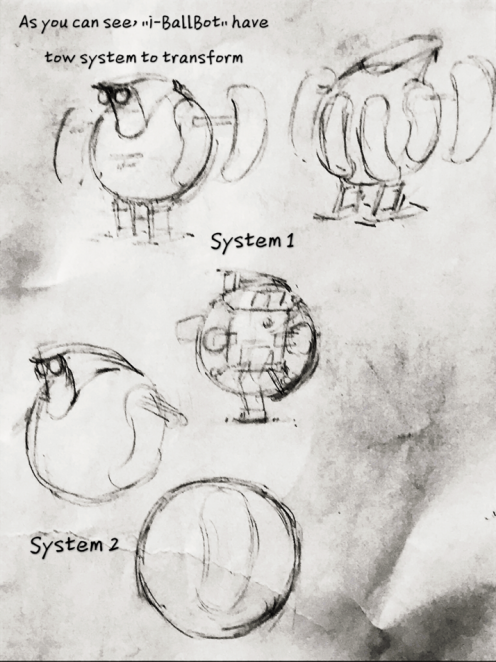 As you can see, "i-BallBot" have
tow system to transform
System 1
System 2